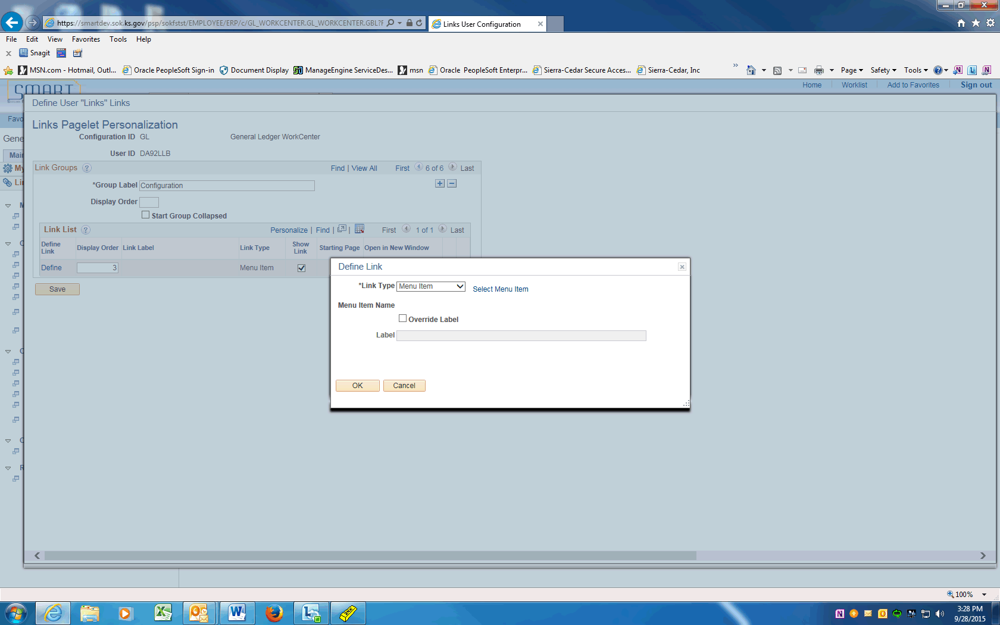 https://smartdev.sok.ks.gov/psp/sokfstst/EMPLOYEE/ERP/c/GL_WORKCENTER.GL_WORKCENTER.GBL?F
Links User Configuration
File Edit View Favorites Tools Help
x Snagit
MSN.com - Hotmail, Outl... Oracle PeopleSoft Sign-in Document Display ManageEngine ServiceDes... msn Oracle PeopleSoft Enterpr... Sierra-Cedar Secure Acces... Sierra-Cedar, Inc » Page Safety Tools
SMART
Home Worklist Add to Favorites Sign out
Define User "Links" Links
Favo
Links Pagelet Personalization
Gene
Configuration ID GL General Ledger WorkCenter
Main
User ID DA92LLB
My
Link Groups ? Find | View All First 6 of 6 Last
Lin
*Group Label Configuration + −
Display Order
Start Group Collapsed
Link List ? Personalize | Find | | First 1 of 1 Last
Define Link Display Order Link Label Link Type Show Link Starting Page Open in New Window
Define 3 Menu Item
Save
Define Link
*Link Type Menu Item Select Menu Item
Menu Item Name
Override Label
Label
OK Cancel
100%
3:28 PM
9/28/2015